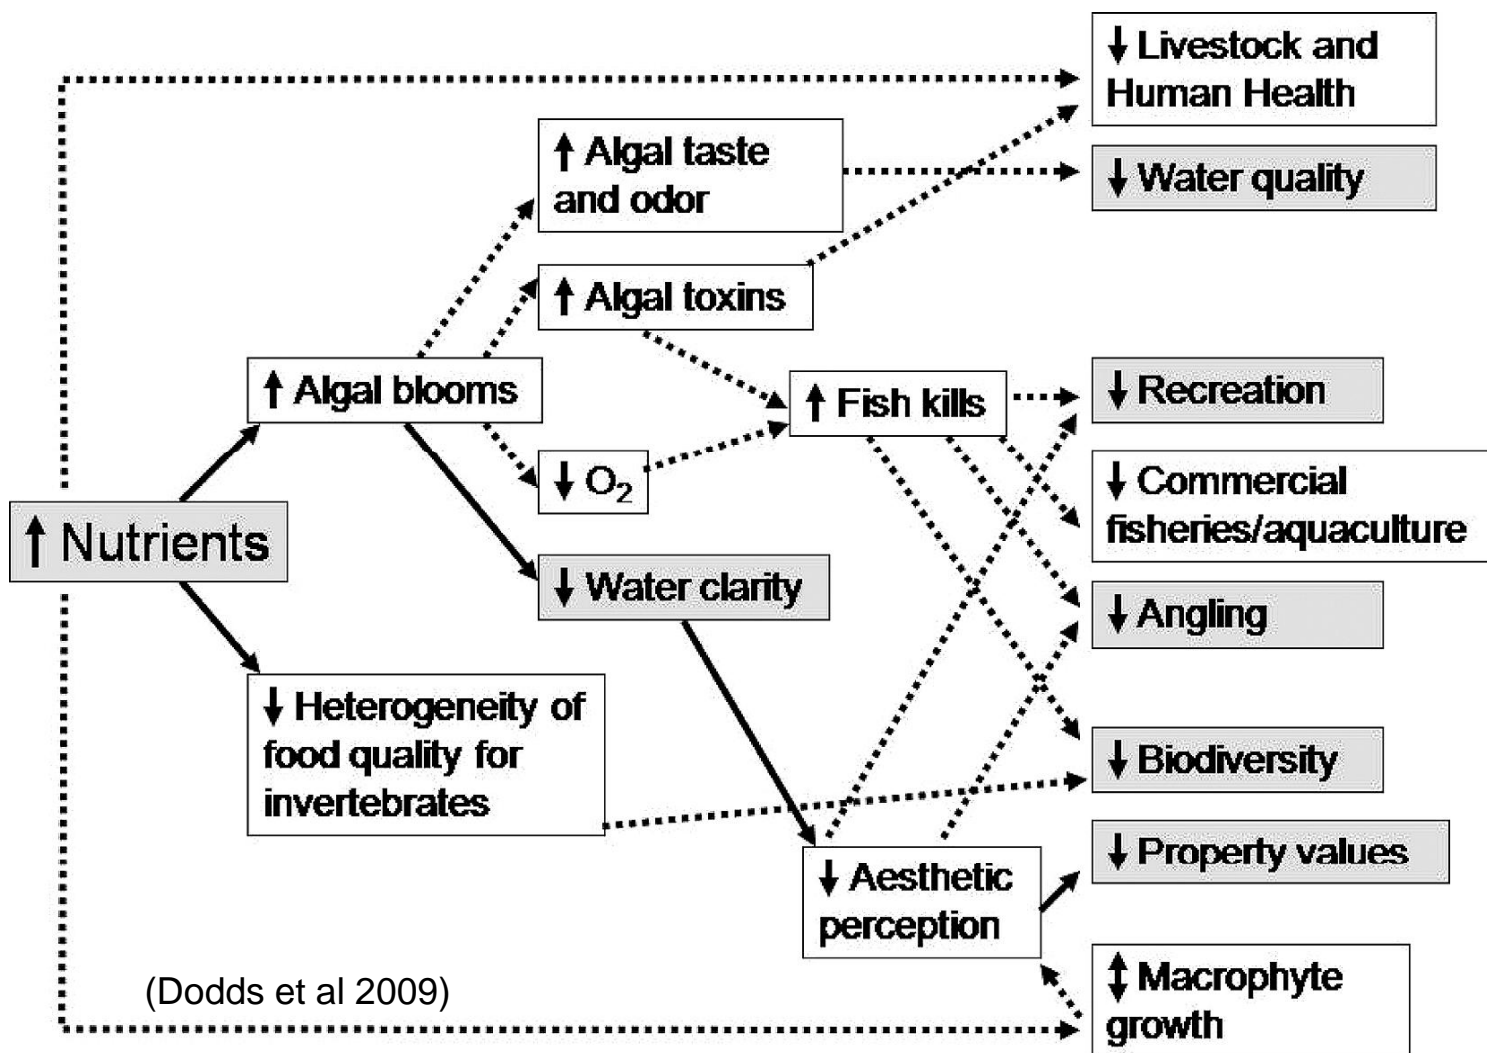 ↓ Livestock and
Human Health
↑ Algal taste
and odor
↓ Water quality
↑ Algal toxins
↑ Algal blooms
↑ Fish kills
↓ Recreation
↓ O₂
↓ Commercial
fisheries/aquaculture
↑ Nutrients
↓ Water clarity
↓ Angling
↓ Heterogeneity of
food quality for
invertebrates
↓ Biodiversity
↓ Property values
↓ Aesthetic
perception
↕ Macrophyte
growth
(Dodds et al 2009)